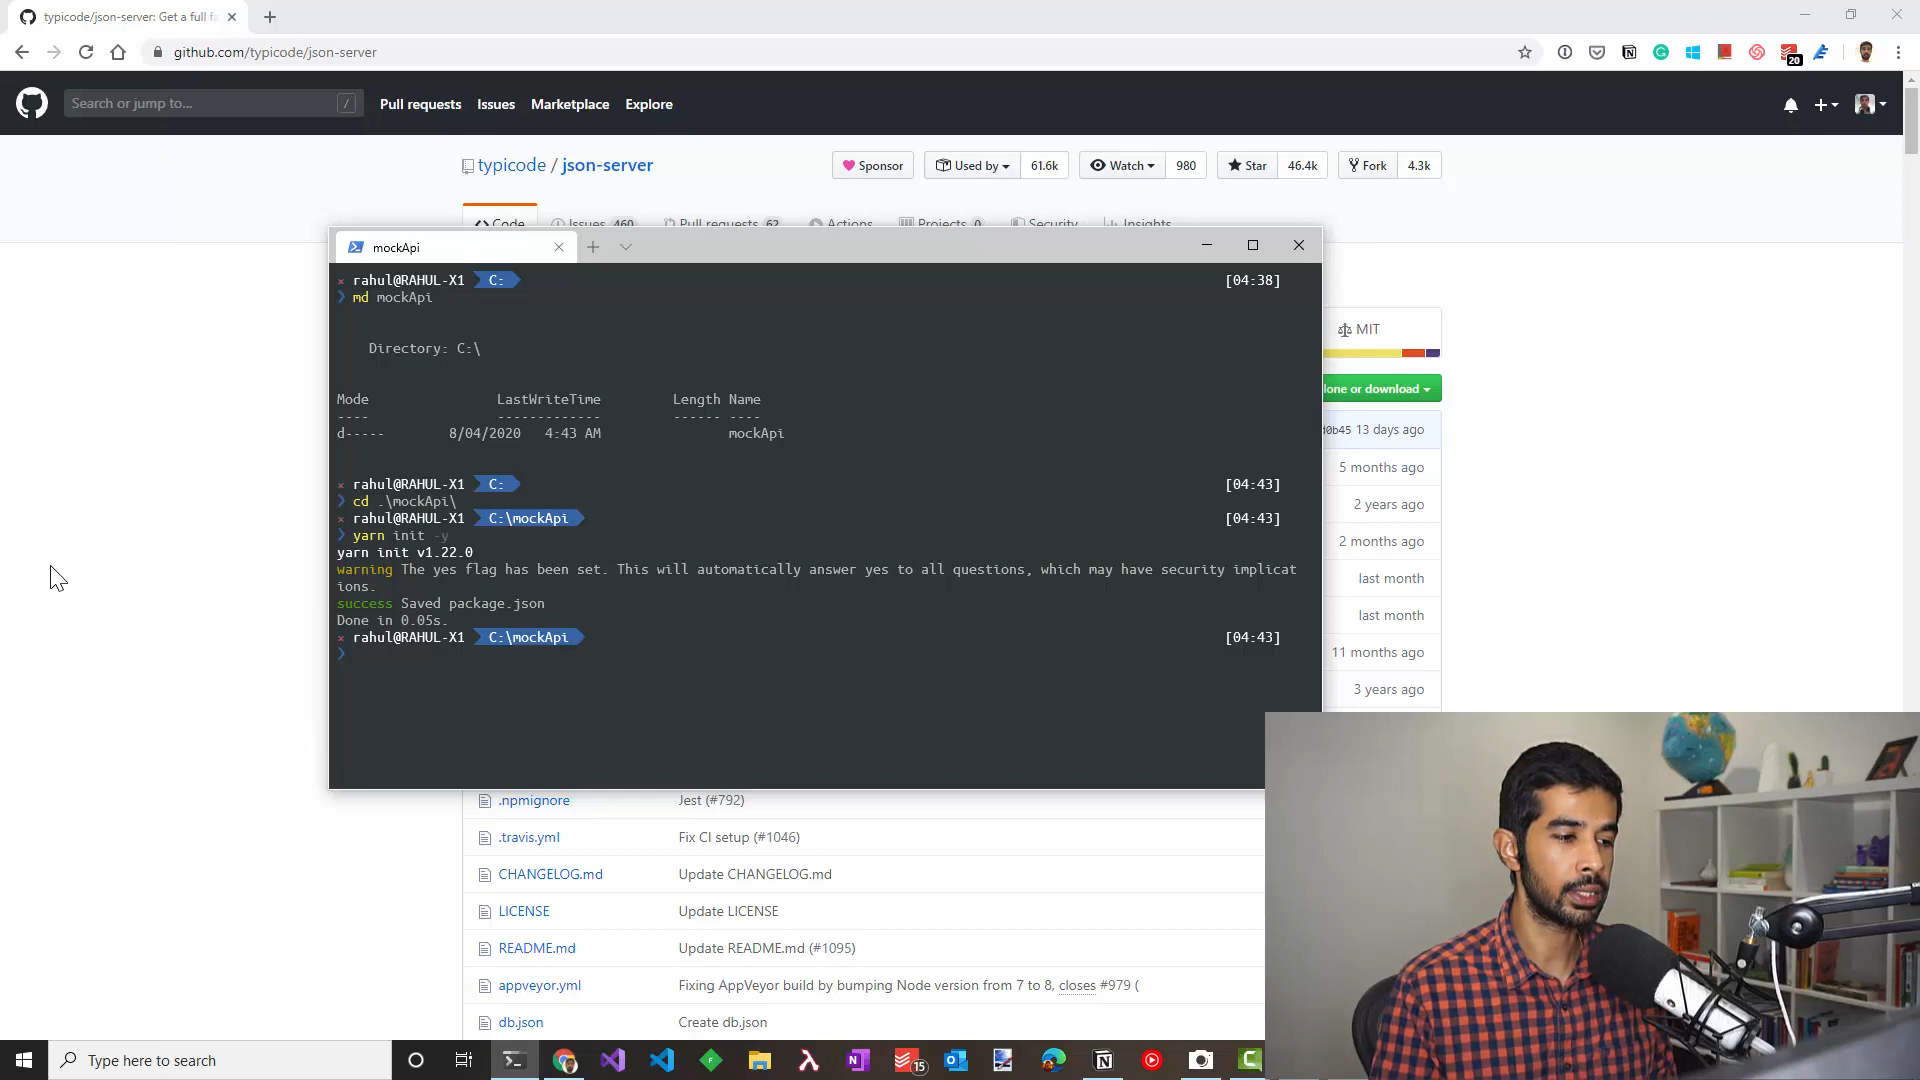 typicode/json-server: Get a full f
github.com/typicode/json-server
20
Search or jump to...
/
Pull requests
Issues
Marketplace
Explore
typicode / json-server
Sponsor
Used by
61.6k
Watch
980
Star
46.4k
Fork
4.3k
Code
Issues 460
Pull requests 62
Actions
Projects 0
Security
Insights
mockApi
× rahul@RAHUL-X1 C: [04:38]
❯ md mockApi
Directory: C:\
Mode LastWriteTime Length Name
---- ------------- ------ ----
d----- 8/04/2020 4:43 AM mockApi
× rahul@RAHUL-X1 C: [04:43]
❯ cd .\mockApi\
× rahul@RAHUL-X1 C:\mockApi [04:43]
❯ yarn init -y
yarn init v1.22.0
warning The yes flag has been set. This will automatically answer yes to all questions, which may have security implicat
ions.
success Saved package.json
Done in 0.05s.
× rahul@RAHUL-X1 C:\mockApi [04:43]
❯
MIT
lone or download
d0b45 13 days ago
5 months ago
2 years ago
2 months ago
last month
last month
11 months ago
3 years ago
.npmignore Jest (#792)
.travis.yml Fix CI setup (#1046)
CHANGELOG.md Update CHANGELOG.md
LICENSE Update LICENSE
README.md Update README.md (#1095)
appveyor.yml Fixing AppVeyor build by bumping Node version from 7 to 8, closes #979 (
db.json Create db.json
Type here to search
15